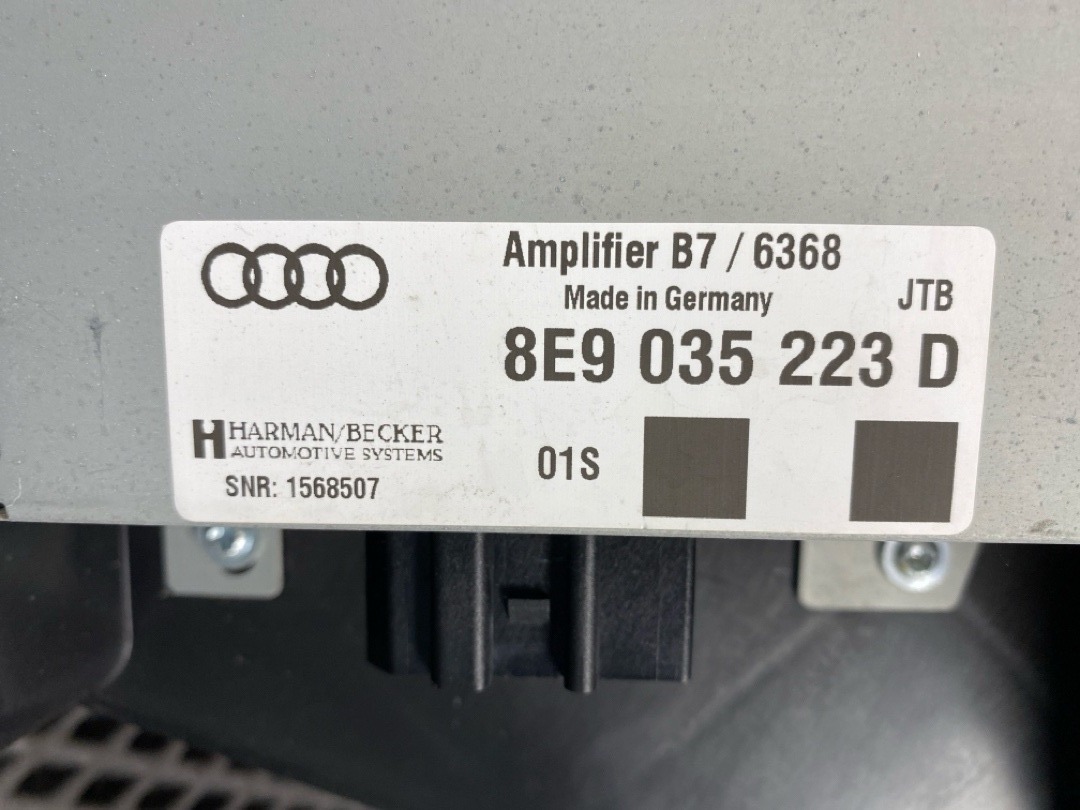 Amplifier B7 / 6368
Made in Germany
JTB
8E9 035 223 D
H HARMAN/BECKER
AUTOMOTIVE SYSTEMS
01S
SNR: 1568507